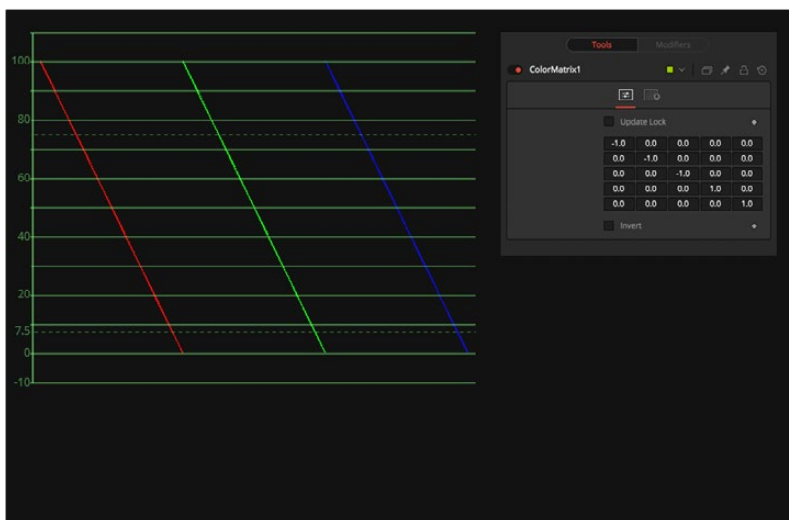 100
80
60
40
20
7.5
0
-10
Tools Modifiers
ColorMatrix1
Update Lock
-1.0 0.0 0.0 0.0 0.0
0.0 -1.0 0.0 0.0 0.0
0.0 0.0 -1.0 0.0 0.0
0.0 0.0 0.0 1.0 0.0
0.0 0.0 0.0 0.0 1.0
Invert